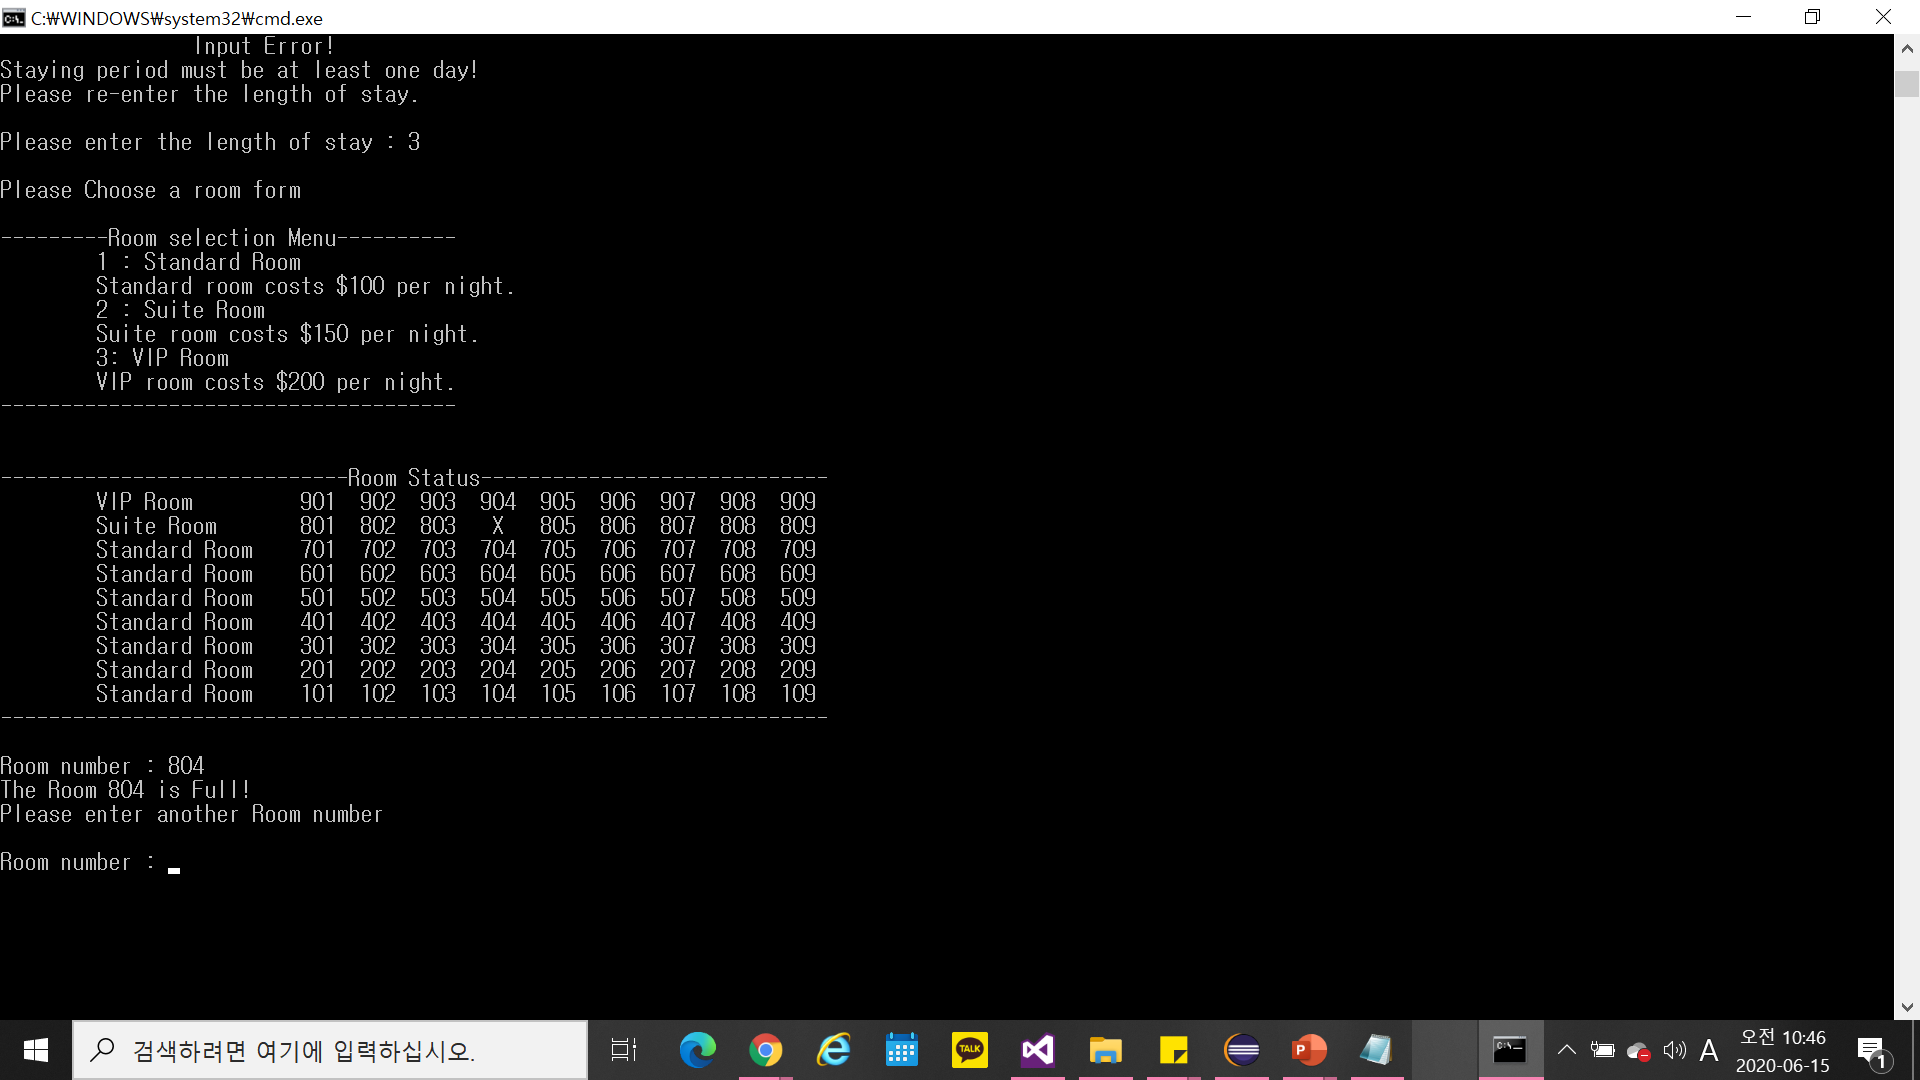 C:₩WINDOWS₩system32₩cmd.exe
Input Error!
Staying period must be at least one day!
Please re-enter the length of stay.
Please enter the length of stay : 3
Please Choose a room form
---------Room selection Menu----------
1 : Standard Room
Standard room costs $100 per night.
2 : Suite Room
Suite room costs $150 per night.
3: VIP Room
VIP room costs $200 per night.
--------------------------------------
-----------------------------Room Status-----------------------------
VIP Room 901 902 903 904 905 906 907 908 909
Suite Room 801 802 803 X 805 806 807 808 809
Standard Room 701 702 703 704 705 706 707 708 709
Standard Room 601 602 603 604 605 606 607 608 609
Standard Room 501 502 503 504 505 506 507 508 509
Standard Room 401 402 403 404 405 406 407 408 409
Standard Room 301 302 303 304 305 306 307 308 309
Standard Room 201 202 203 204 205 206 207 208 209
Standard Room 101 102 103 104 105 106 107 108 109
---------------------------------------------------------------------
Room number : 804
The Room 804 is Full!
Please enter another Room number
Room number :
검색하려면 여기에 입력하십시오.
TALK
A
오전 10:46
2020-06-15
1